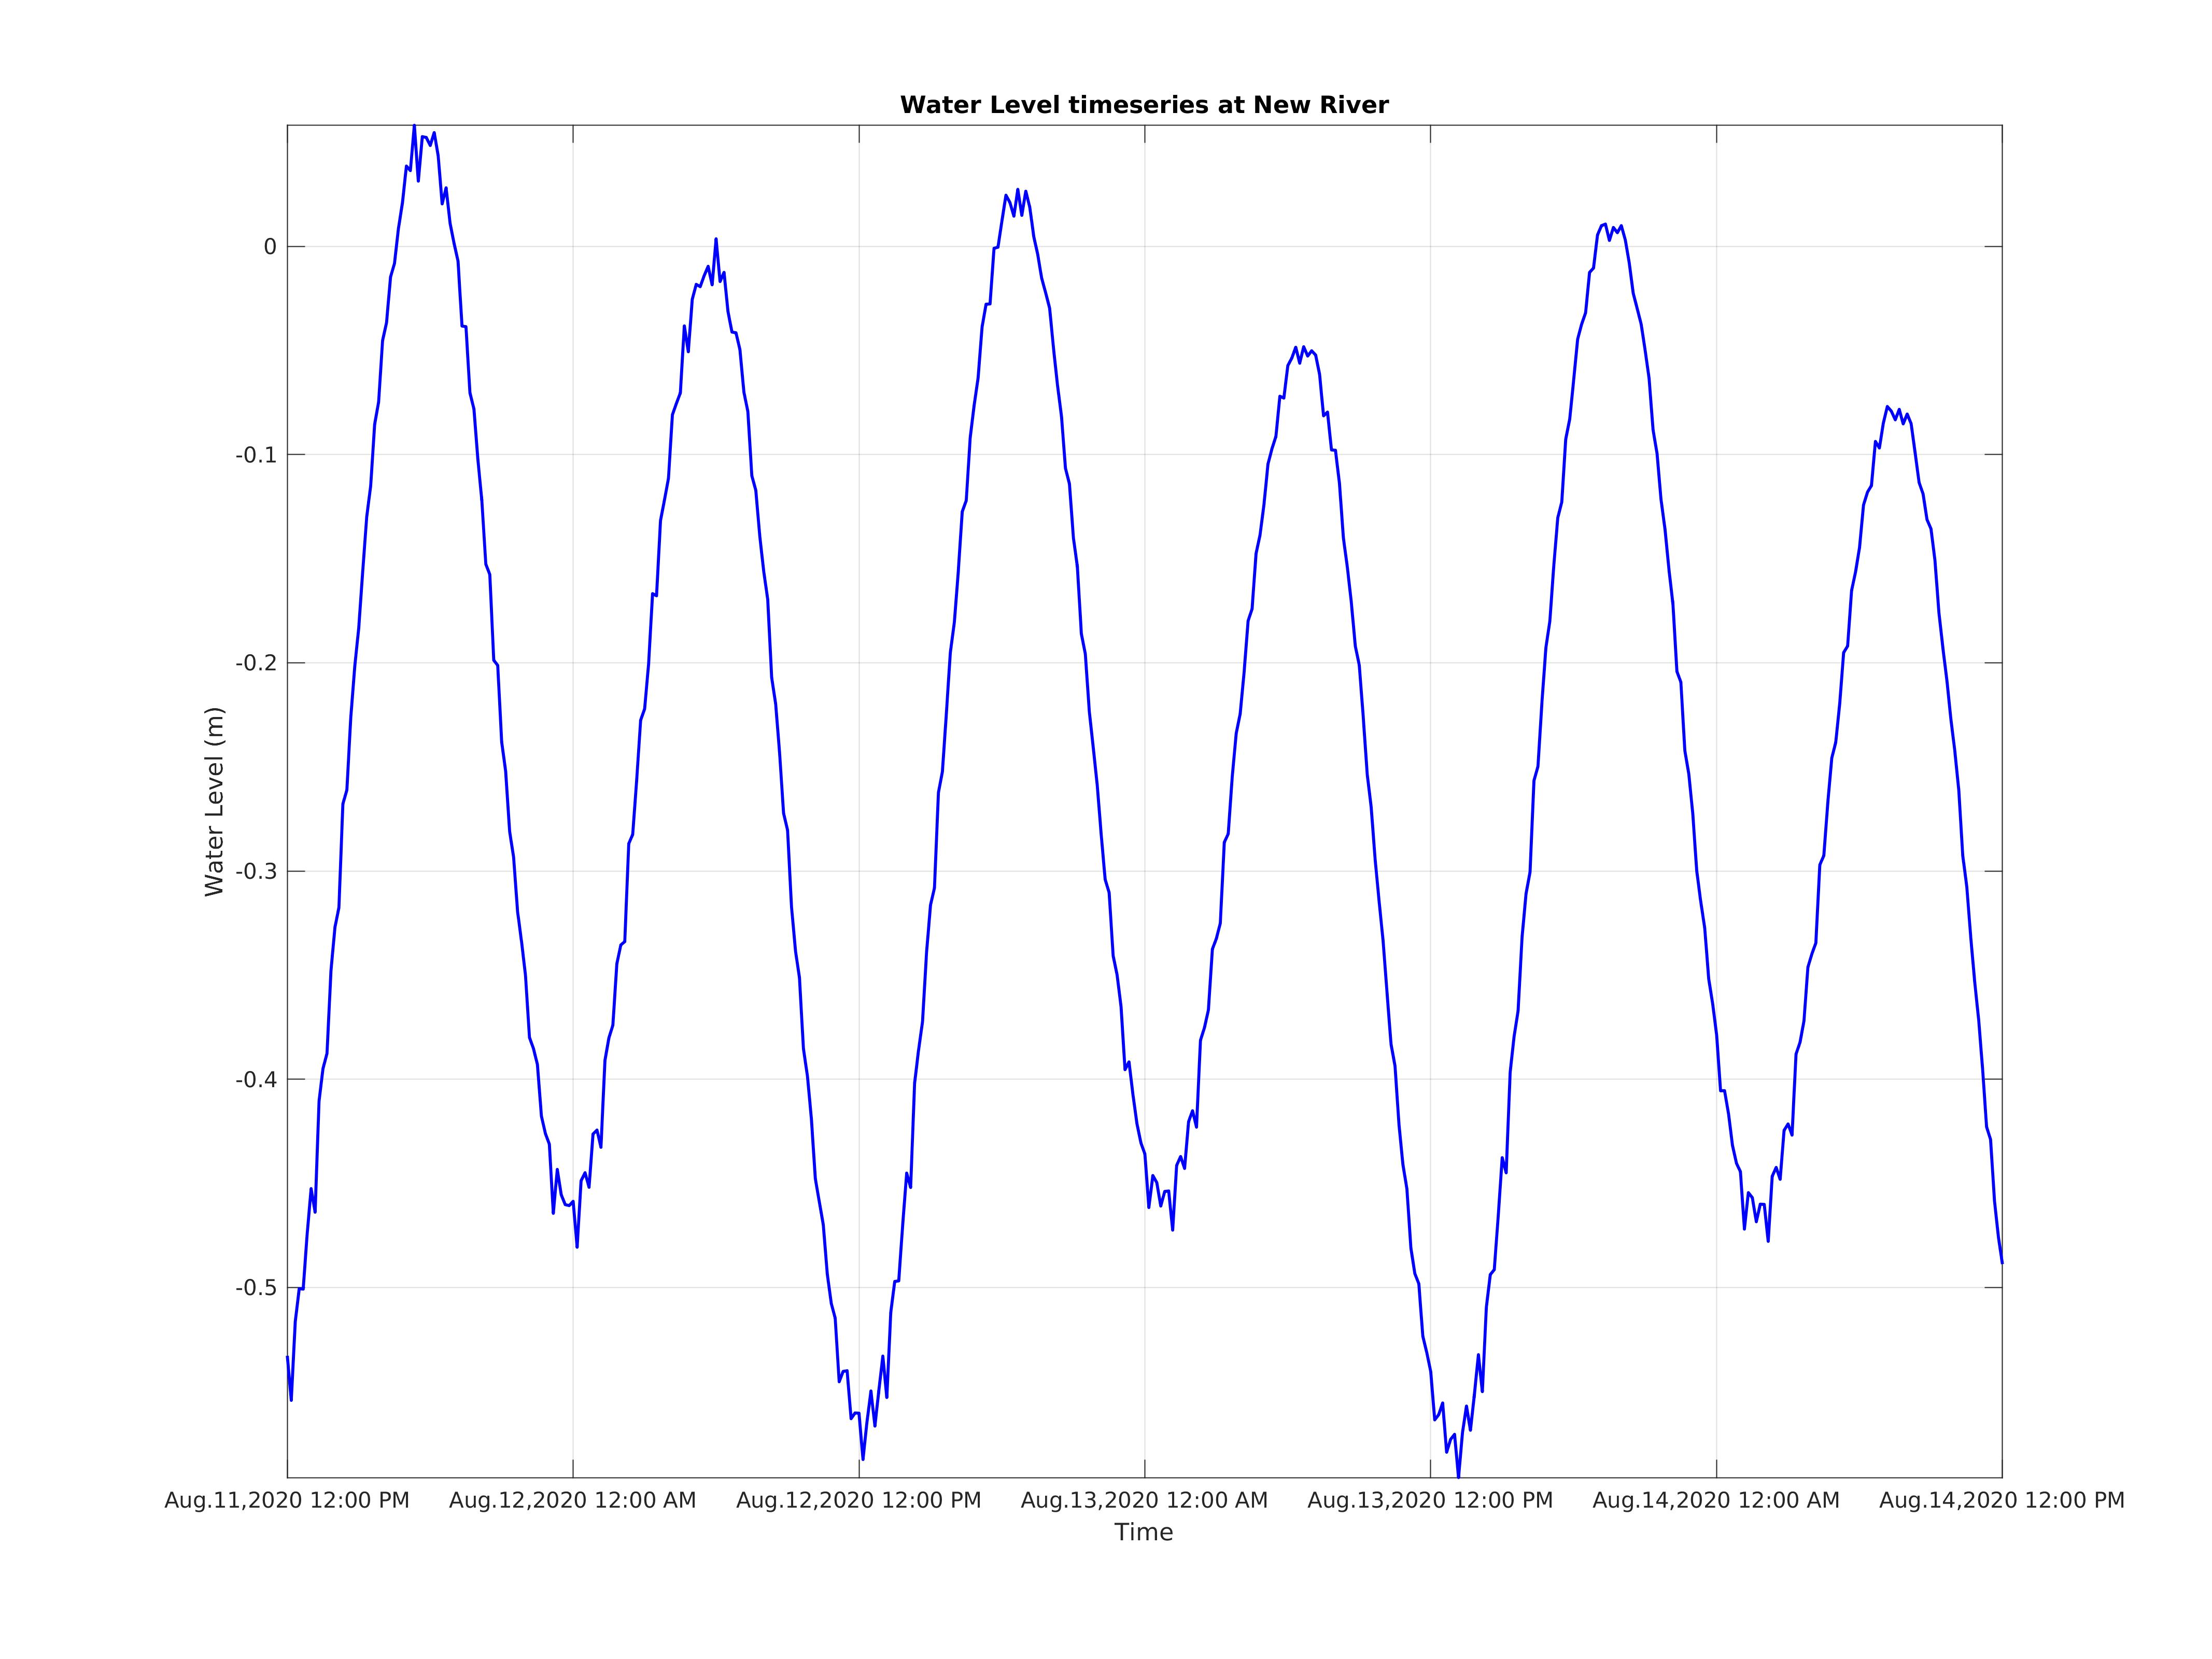 Water Level timeseries at New River
0
-0.1
-0.2
-0.3
-0.4
-0.5
Water Level (m)
Aug.11,2020 12:00 PM
Aug.12,2020 12:00 AM
Aug.12,2020 12:00 PM
Aug.13,2020 12:00 AM
Aug.13,2020 12:00 PM
Aug.14,2020 12:00 AM
Aug.14,2020 12:00 PM
Time